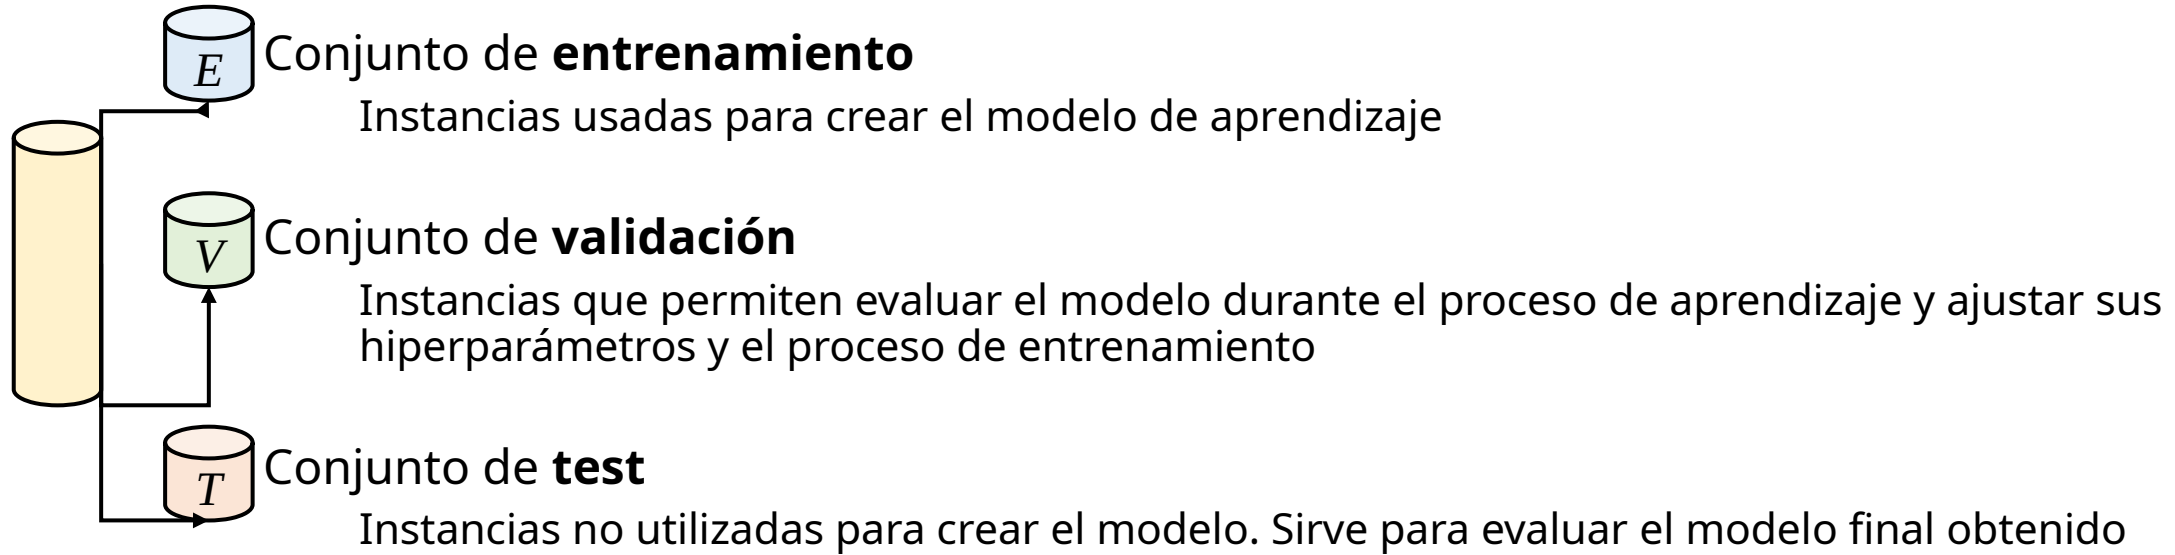 E
Conjunto de entrenamiento
Instancias usadas para crear el modelo de aprendizaje
V
Conjunto de validación
Instancias que permiten evaluar el modelo durante el proceso de aprendizaje y ajustar sus
hiperparámetros y el proceso de entrenamiento
T
Conjunto de test
Instancias no utilizadas para crear el modelo. Sirve para evaluar el modelo final obtenido